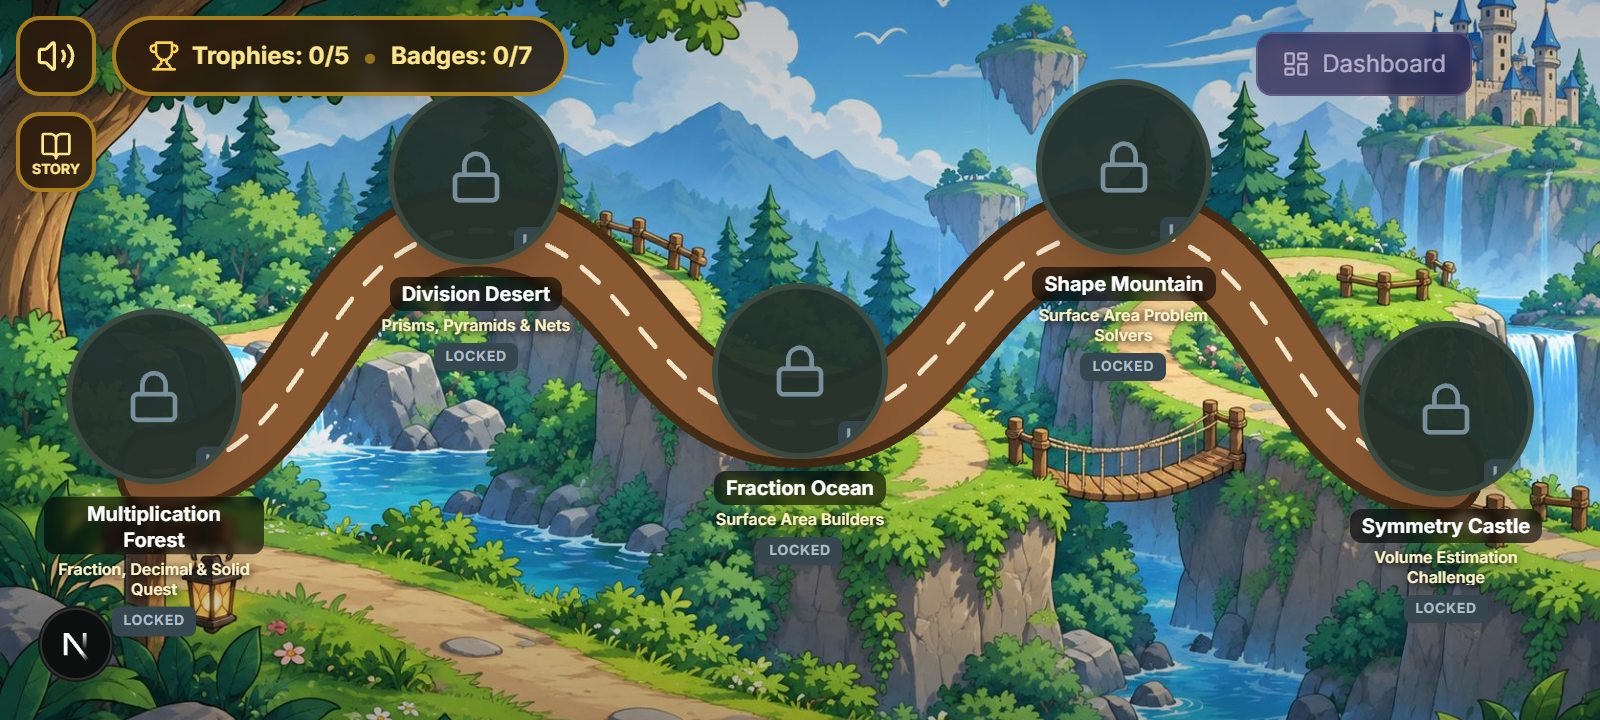 Trophies: 0/5 • Badges: 0/7
Dashboard
STORY
Division Desert
Prisms, Pyramids & Nets
LOCKED
Shape Mountain
Surface Area Problem
Solvers
LOCKED
Fraction Ocean
Surface Area Builders
LOCKED
Multiplication
Forest
Fraction, Decimal & Solid
Quest
LOCKED
Symmetry Castle
Volume Estimation
Challenge
LOCKED
N